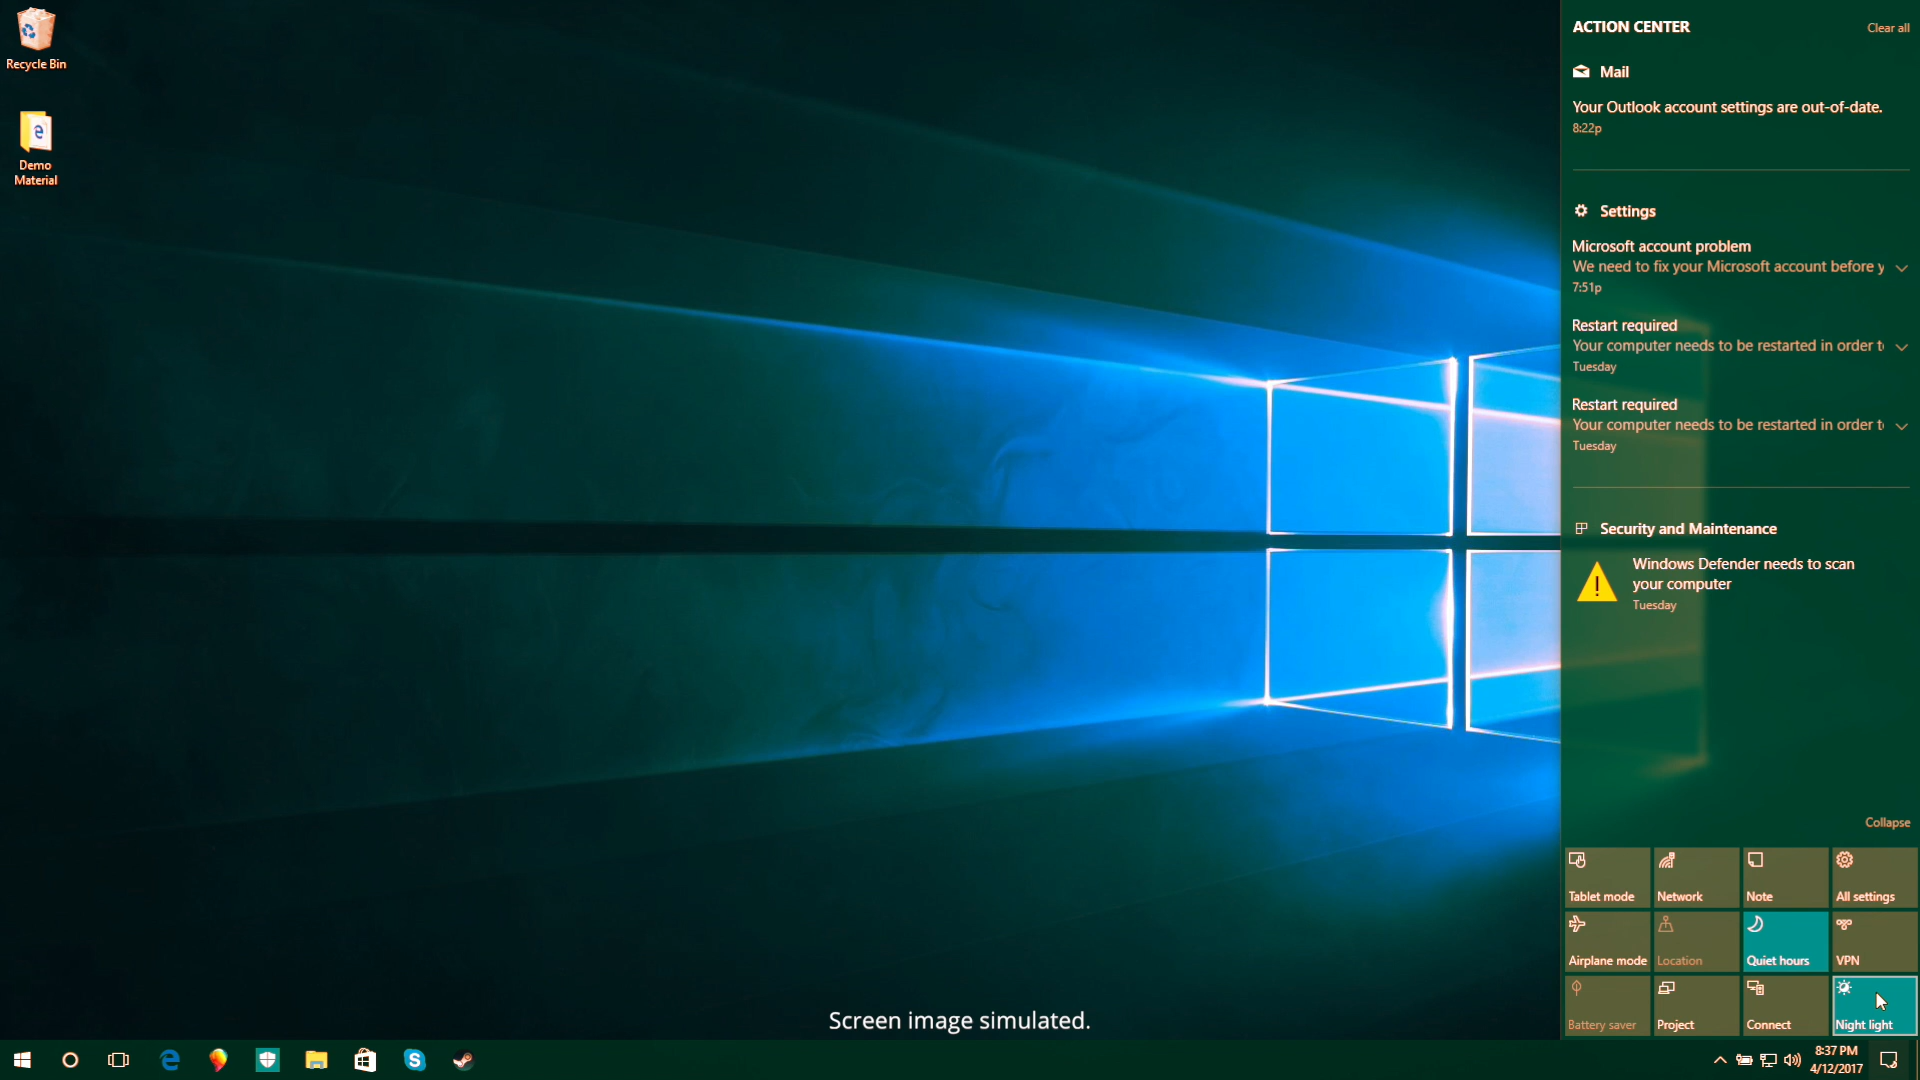 Recycle Bin
Demo
Material
ACTION CENTER
Clear all
Mail
Your Outlook account settings are out-of-date.
8:22p
Settings
Microsoft account problem
We need to fix your Microsoft account before y
7:51p
Restart required
Your computer needs to be restarted in order t
Tuesday
Restart required
Your computer needs to be restarted in order t
Tuesday
Security and Maintenance
Windows Defender needs to scan
your computer
Tuesday
Collapse
Tablet mode
Network
Note
All settings
Airplane mode
Location
Quiet hours
VPN
Battery saver
Project
Connect
Night light
Screen image simulated.
8:37 PM
4/12/2017